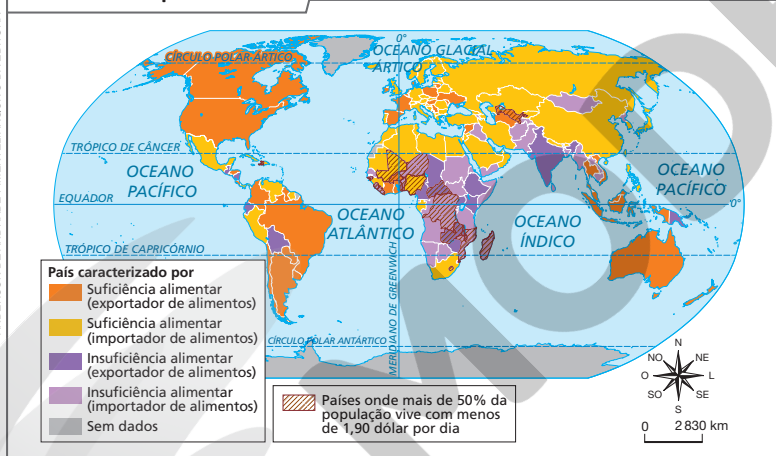 0°
CÍRCULO POLAR ÁRTICO
OCEANO GLACIAL
ÁRTICO
TRÓPICO DE CÂNCER
OCEANO
PACÍFICO
OCEANO
PACÍFICO
EQUADOR
0°
OCEANO
ATLÂNTICO
OCEANO
ÍNDICO
TRÓPICO DE CAPRICÓRNIO
MERIDIANO DE GREENWICH
CÍRCULO POLAR ANTÁRTICO
País caracterizado por
Suficiência alimentar
(exportador de alimentos)
Suficiência alimentar
(importador de alimentos)
Insuficiência alimentar
(exportador de alimentos)
Insuficiência alimentar
(importador de alimentos)
Sem dados
Países onde mais de 50% da
população vive com menos
de 1,90 dólar por dia
N
NO NE
O L
SO SE
S
0 2 830 km